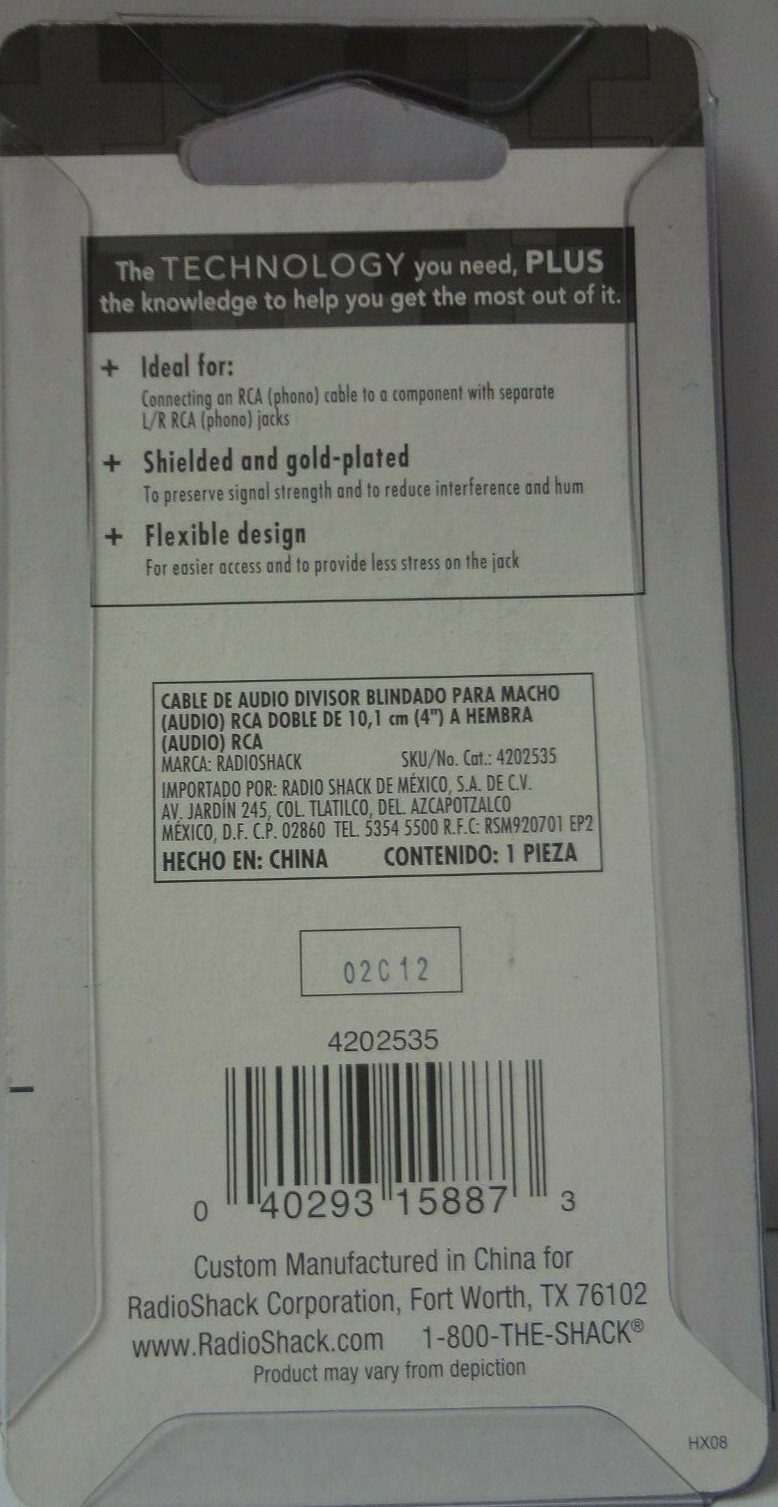 The TECHNOLOGY you need, PLUS
the knowledge to help you get the most out of it.
+ Ideal for:
Connecting an RCA (phono) cable to a component with separate
L/R RCA (phono) jacks
+ Shielded and gold-plated
To preserve signal strength and to reduce interference and hum
+ Flexible design
For easier access and to provide less stress on the jack
CABLE DE AUDIO DIVISOR BLINDADO PARA MACHO
(AUDIO) RCA DOBLE DE 10,1 cm (4") A HEMBRA
(AUDIO) RCA
MARCA: RADIOSHACK SKU/No. Cat.: 4202535
IMPORTADO POR: RADIO SHACK DE MÉXICO, S.A. DE C.V.
AV. JARDÍN 245, COL. TLATILCO, DEL. AZCAPOTZALCO
MÉXICO, D.F. C.P. 02860 TEL. 5354 5500 R.F.C: RSM920701 EP2
HECHO EN: CHINA CONTENIDO: 1 PIEZA
02C12
4202535
0 40293 15887 3
Custom Manufactured in China for
RadioShack Corporation, Fort Worth, TX 76102
www.RadioShack.com 1-800-THE-SHACK®
Product may vary from depiction
HX08